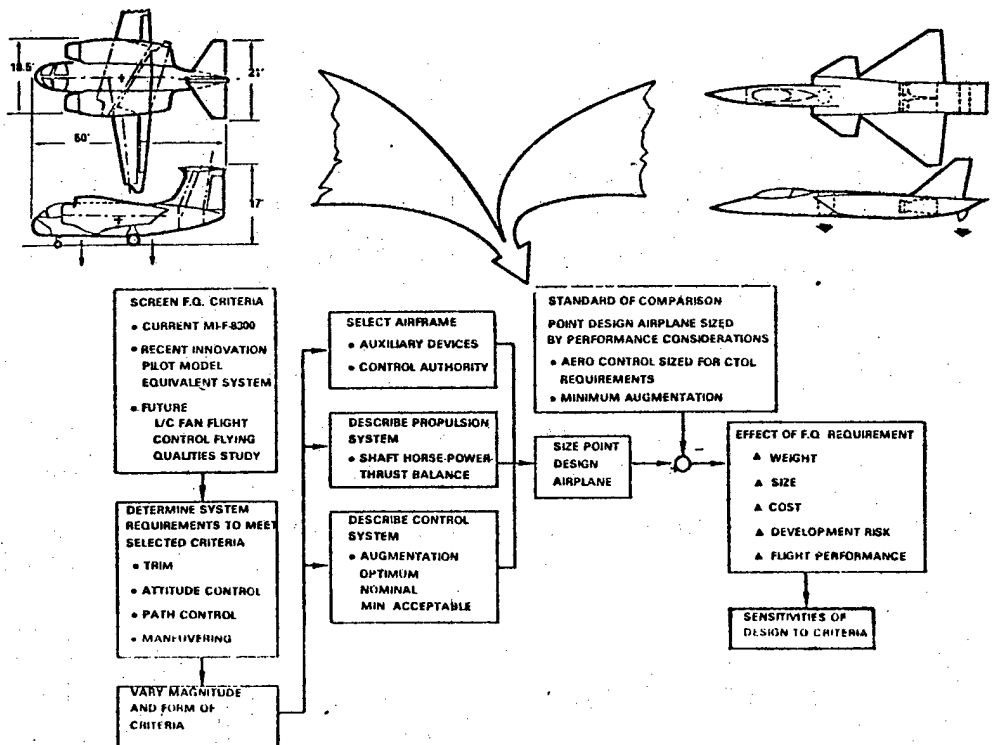 18.5'
21'
50'
17'
SCREEN F.Q. CRITERIA
• CURRENT MI-F-8300
• RECENT INNOVATION
PILOT MODEL
EQUIVALENT SYSTEM
• FUTURE
L/C FAN FLIGHT
CONTROL FLYING
QUALITIES STUDY
DETERMINE SYSTEM
REQUIREMENTS TO MEET
SELECTED CRITERIA
• TRIM
• ATTITUDE CONTROL
• PATH CONTROL
• MANEUVERING
VARY MAGNITUDE
AND FORM OF
CRITERIA
SELECT AIRFRAME
• AUXILIARY DEVICES
• CONTROL AUTHORITY
DESCRIBE PROPULSION
SYSTEM
• SHAFT HORSE-POWER-
THRUST BALANCE
DESCRIBE CONTROL
SYSTEM
• AUGMENTATION
OPTIMUM
NOMINAL
MIN ACCEPTABLE
SIZE POINT
DESIGN
AIRPLANE
STANDARD OF COMPARISON
POINT DESIGN AIRPLANE SIZED
BY PERFORMANCE CONSIDERATIONS
• AERO CONTROL SIZED FOR CTOL
REQUIREMENTS
• MINIMUM AUGMENTATION
+
−
EFFECT OF F.Q. REQUIREMENT
▲ WEIGHT
▲ SIZE
▲ COST
▲ DEVELOPMENT RISK
▲ FLIGHT PERFORMANCE
SENSITIVITIES OF
DESIGN TO CRITERIA